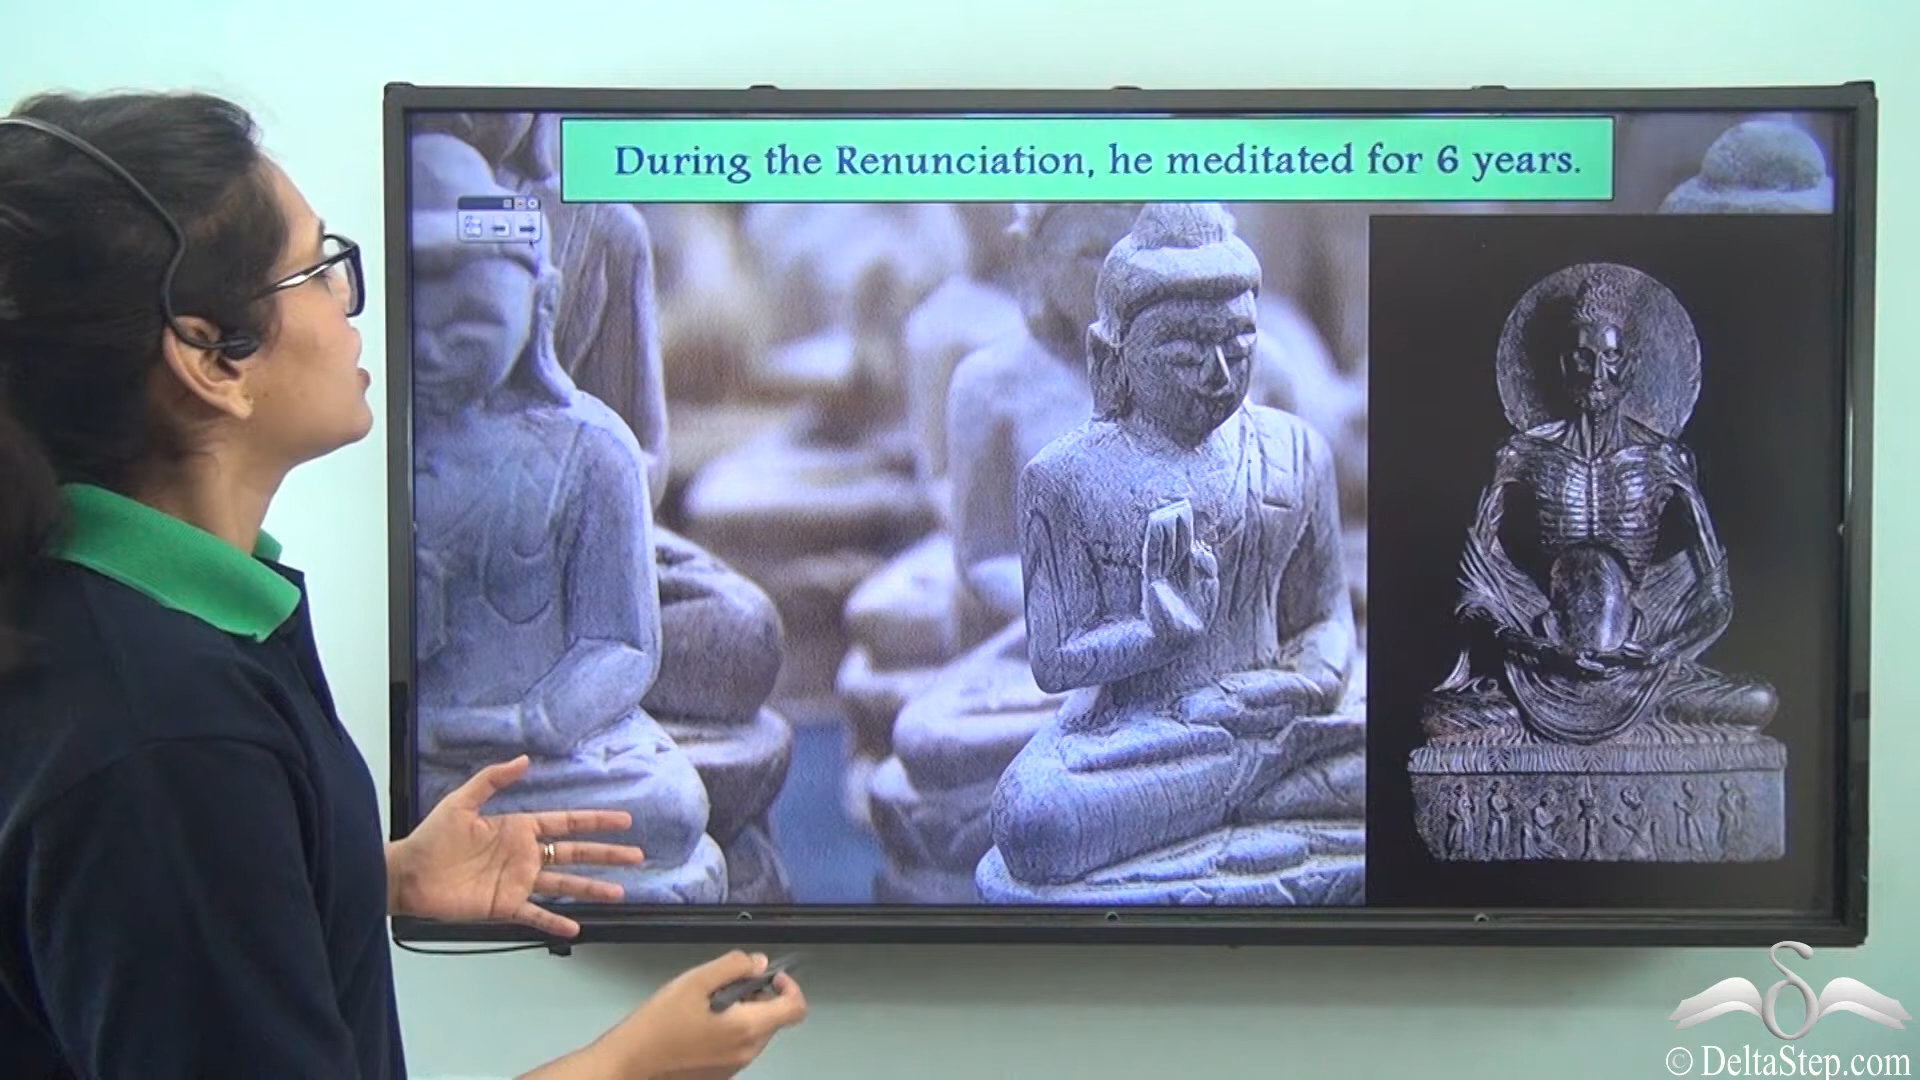 During the Renunciation, he meditated for 6 years.
© DeltaStep.com